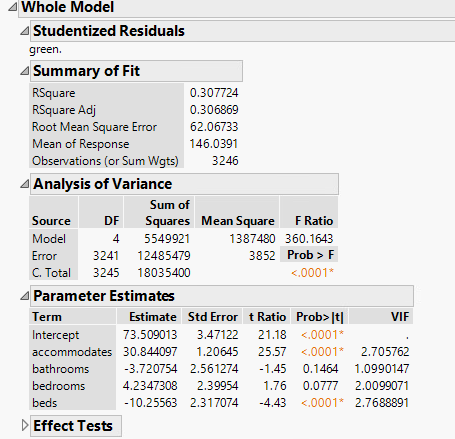 Whole Model
Studentized Residuals
green.
Summary of Fit
RSquare 0.307724
RSquare Adj 0.306869
Root Mean Square Error 62.06733
Mean of Response 146.0391
Observations (or Sum Wgts) 3246
Analysis of Variance
Sum of
Source DF Squares Mean Square F Ratio
Model 4 5549921 1387480 360.1643
Error 3241 12485479 3852 Prob > F
C. Total 3245 18035400 <.0001*
Parameter Estimates
Term Estimate Std Error t Ratio Prob>|t| VIF
Intercept 73.509013 3.47122 21.18 <.0001* .
accommodates 30.844097 1.20645 25.57 <.0001* 2.705762
bathrooms -3.720754 2.561274 -1.45 0.1464 1.0990147
bedrooms 4.2347308 2.39954 1.76 0.0777 2.0099071
beds -10.25563 2.317074 -4.43 <.0001* 2.7688891
Effect Tests